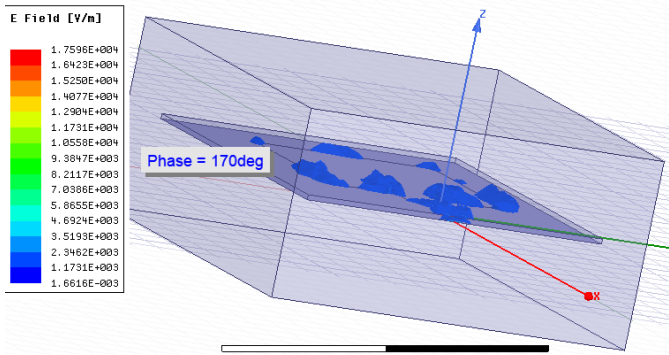 E Field [V/m]
1.7596E+004
1.6423E+004
1.5250E+004
1.4077E+004
1.2904E+004
1.1731E+004
1.0558E+004
9.3847E+003
8.2117E+003
7.0386E+003
5.8655E+003
4.6924E+003
3.5193E+003
2.3462E+003
1.1731E+003
1.6616E-003
Phase = 170deg
Z
X